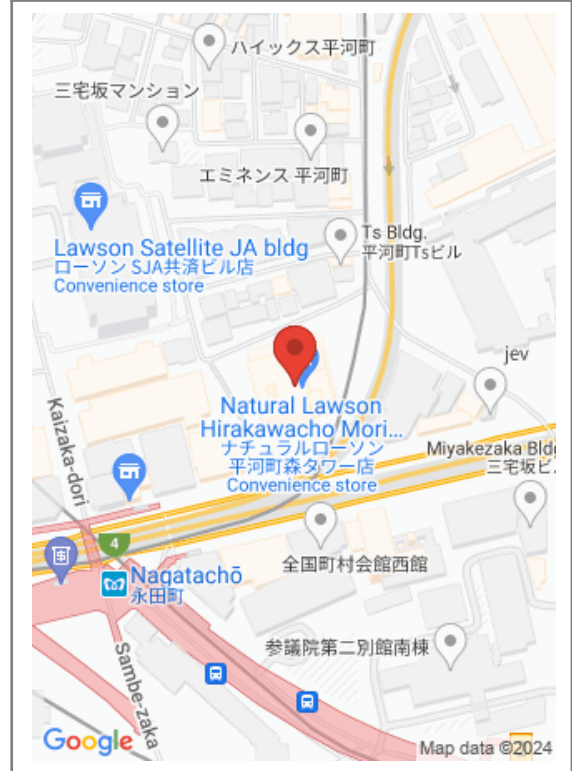 ハイックス平河町
三宅坂マンション
エミネンス 平河町
Ts Bldg.
平河町Tsビル
Lawson Satellite JA bldg
ローソン SJA共済ビル店
Convenience store
jev
Natural Lawson
Hirakawacho Mori...
ナチュラルローソン
平河町森タワー店
Convenience store
Kaizaka-dori
Miyakezaka Bldg
三宅坂ビ
4
全国町村会館西館
Nagatachō
永田町
参議院第二別館南棟
Sambe-zaka
Google
Map data ©2024